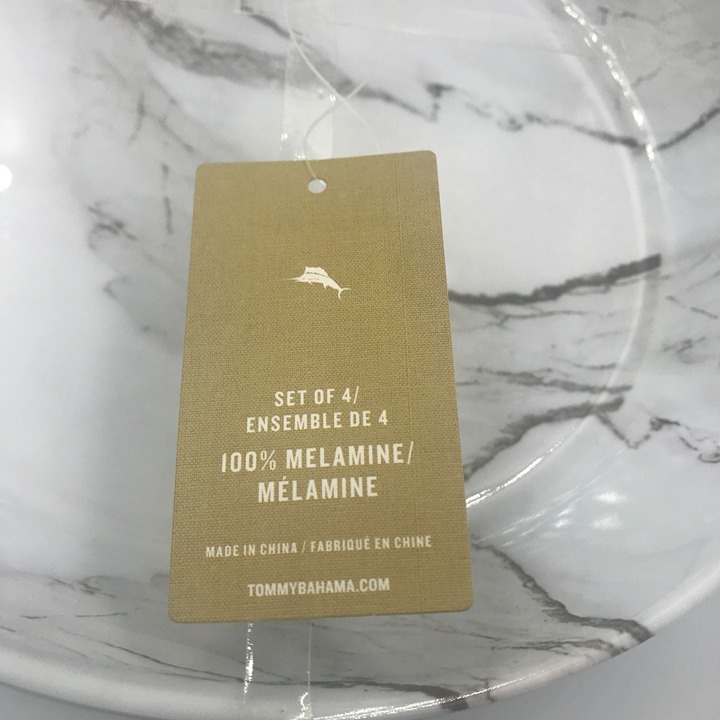 SET OF 4/
ENSEMBLE DE 4
100% MELAMINE/
MÉLAMINE
MADE IN CHINA / FABRIQUÉ EN CHINE
TOMMYBAHAMA.COM